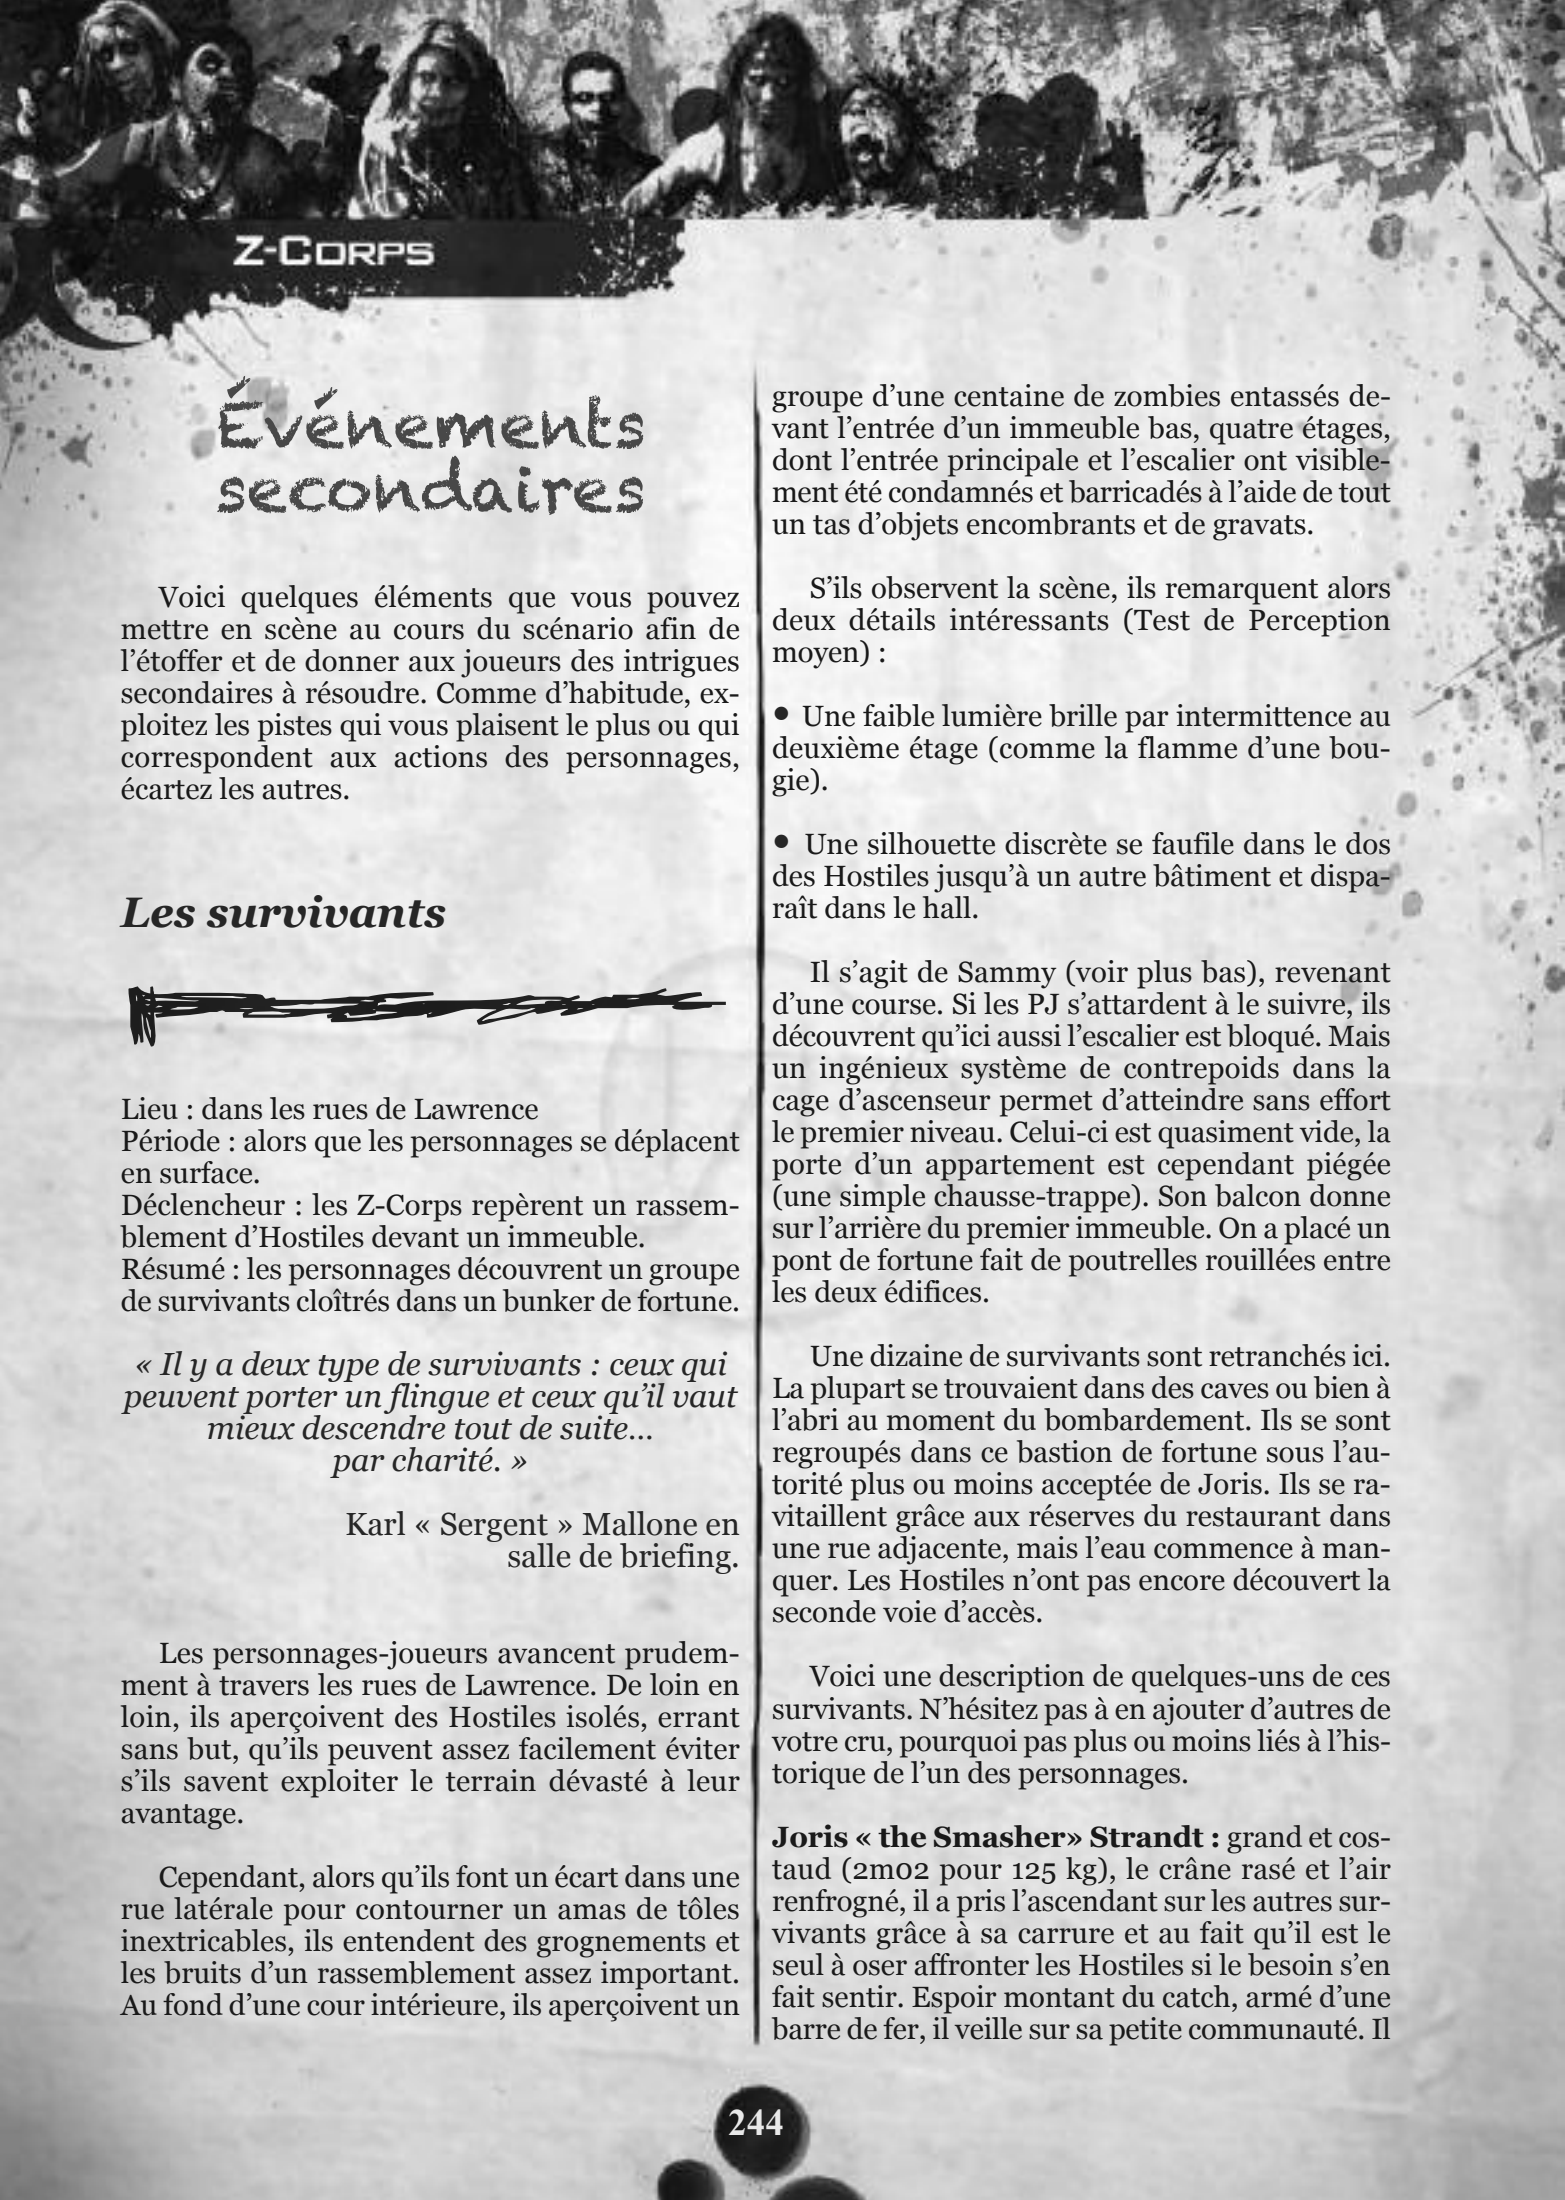 Z-Corps
Événements
secondaires
Voici quelques éléments que vous pouvez
mettre en scène au cours du scénario afin de
l'étoffer et de donner aux joueurs des intrigues
secondaires à résoudre. Comme d'habitude, ex-
ploitez les pistes qui vous plaisent le plus ou qui
correspondent aux actions des personnages,
écartez les autres.
Les survivants
Lieu : dans les rues de Lawrence
Période : alors que les personnages se déplacent
en surface.
Déclencheur : les Z-Corps repèrent un rassem-
blement d'Hostiles devant un immeuble.
Résumé : les personnages découvrent un groupe
de survivants cloîtrés dans un bunker de fortune.
« Il y a deux type de survivants : ceux qui
peuvent porter un flingue et ceux qu'il vaut
mieux descendre tout de suite...
par charité. »
Karl « Sergent » Mallone en
salle de briefing.
Les personnages-joueurs avancent prudem-
ment à travers les rues de Lawrence. De loin en
loin, ils aperçoivent des Hostiles isolés, errant
sans but, qu'ils peuvent assez facilement éviter
s'ils savent exploiter le terrain dévasté à leur
avantage.
Cependant, alors qu'ils font un écart dans une
rue latérale pour contourner un amas de tôles
inextricables, ils entendent des grognements et
les bruits d'un rassemblement assez important.
Au fond d'une cour intérieure, ils aperçoivent un
groupe d'une centaine de zombies entassés de-
vant l'entrée d'un immeuble bas, quatre étages,
dont l'entrée principale et l'escalier ont visible-
ment été condamnés et barricadés à l'aide de tout
un tas d'objets encombrants et de gravats.
S'ils observent la scène, ils remarquent alors
deux détails intéressants (Test de Perception
moyen) :
• Une faible lumière brille par intermittence au
deuxième étage (comme la flamme d'une bou-
gie).
• Une silhouette discrète se faufile dans le dos
des Hostiles jusqu'à un autre bâtiment et dispa-
raît dans le hall.
Il s'agit de Sammy (voir plus bas), revenant
d'une course. Si les PJ s'attardent à le suivre, ils
découvrent qu'ici aussi l'escalier est bloqué. Mais
un ingénieux système de contrepoids dans la
cage d'ascenseur permet d'atteindre sans effort
le premier niveau. Celui-ci est quasiment vide, la
porte d'un appartement est cependant piégée
(une simple chausse-trappe). Son balcon donne
sur l'arrière du premier immeuble. On a placé un
pont de fortune fait de poutrelles rouillées entre
les deux édifices.
Une dizaine de survivants sont retranchés ici.
La plupart se trouvaient dans des caves ou bien à
l'abri au moment du bombardement. Ils se sont
regroupés dans ce bastion de fortune sous l'au-
torité plus ou moins acceptée de Joris. Ils se ra-
vitaillent grâce aux réserves du restaurant dans
une rue adjacente, mais l'eau commence à man-
quer. Les Hostiles n'ont pas encore découvert la
seconde voie d'accès.
Voici une description de quelques-uns de ces
survivants. N'hésitez pas à en ajouter d'autres de
votre cru, pourquoi pas plus ou moins liés à l'his-
torique de l'un des personnages.
Joris « the Smasher» Strandt : grand et cos-
taud (2m02 pour 125 kg), le crâne rasé et l'air
renfrogné, il a pris l'ascendant sur les autres sur-
vivants grâce à sa carrure et au fait qu'il est le
seul à oser affronter les Hostiles si le besoin s'en
fait sentir. Espoir montant du catch, armé d'une
barre de fer, il veille sur sa petite communauté. Il
244